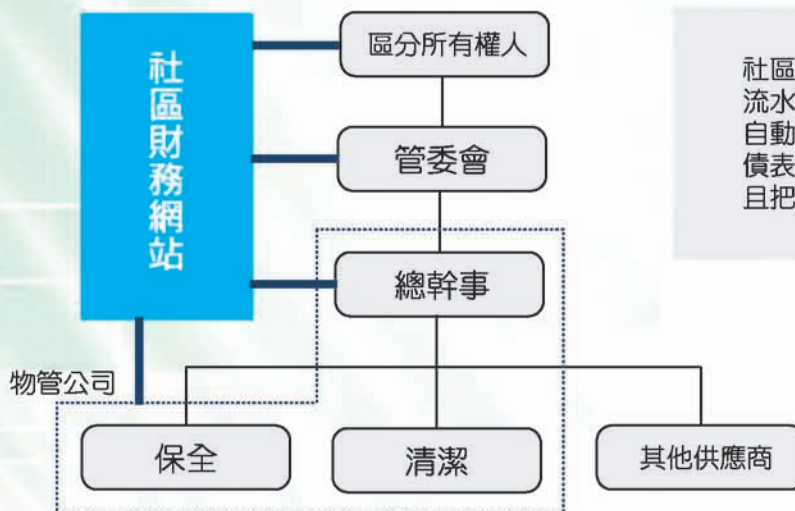 社區財務網站
區分所有權人
管委會
總幹事
物管公司
保全
清潔
其他供應商
社區
流水
自動
債表
且把